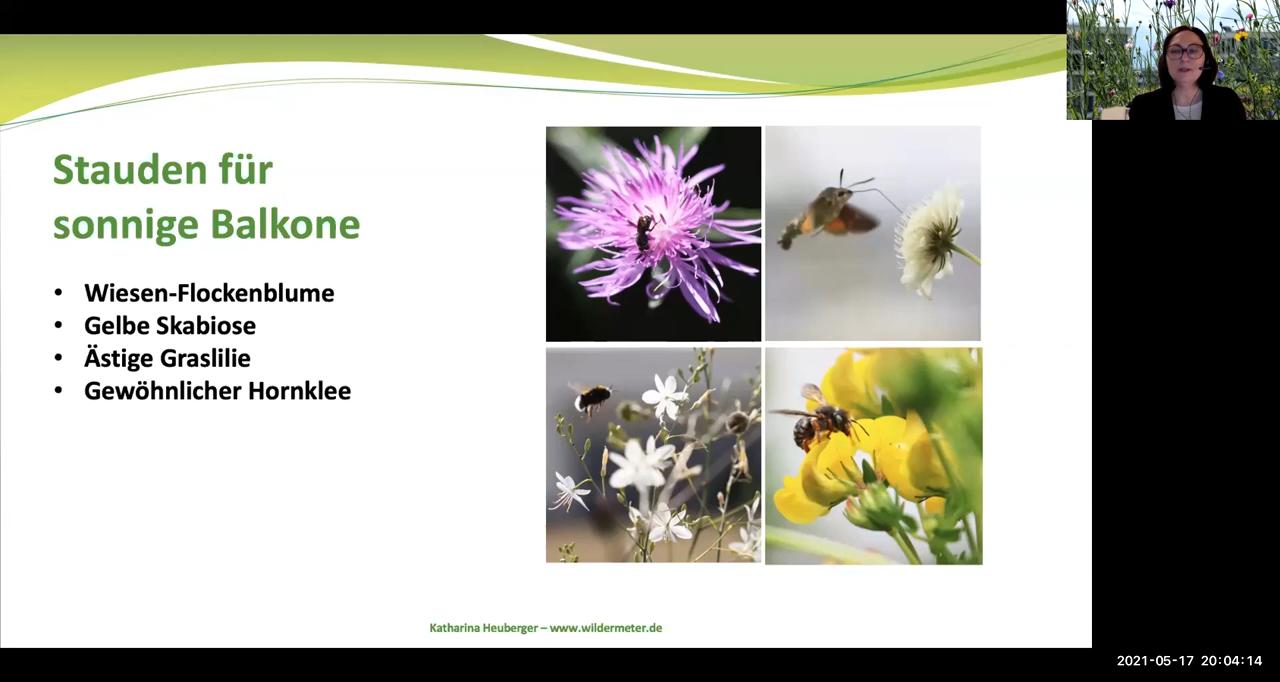 Stauden für
sonnige Balkone
• Wiesen-Flockenblume
• Gelbe Skabiose
• Ästige Graslilie
• Gewöhnlicher Hornklee
Katharina Heuberger – www.wildermeter.de
2021-05-17 20:04:14